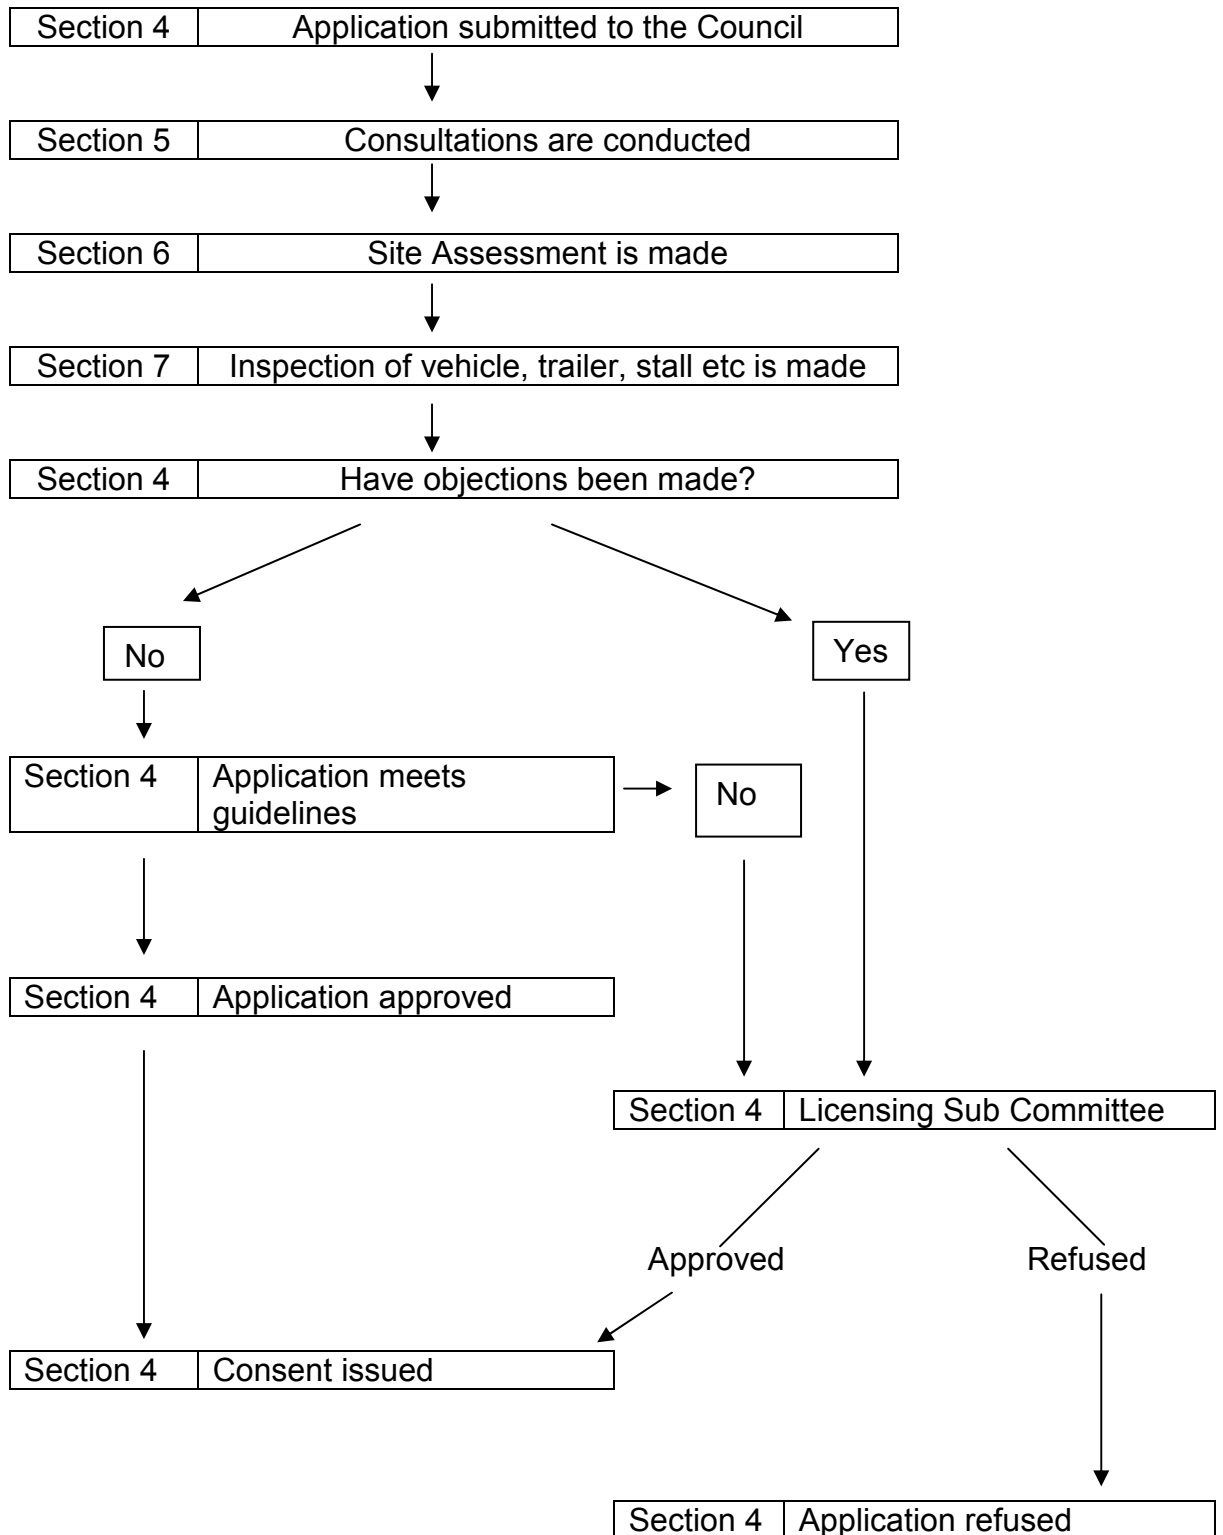 Section 4 Application submitted to the Council
Section 5 Consultations are conducted
Section 6 Site Assessment is made
Section 7 Inspection of vehicle, trailer, stall etc is made
Section 4 Have objections been made?
No
Yes
Section 4 Application meets
guidelines
No
Section 4 Application approved
Section 4 Licensing Sub Committee
Approved
Refused
Section 4 Consent issued
Section 4 Application refused